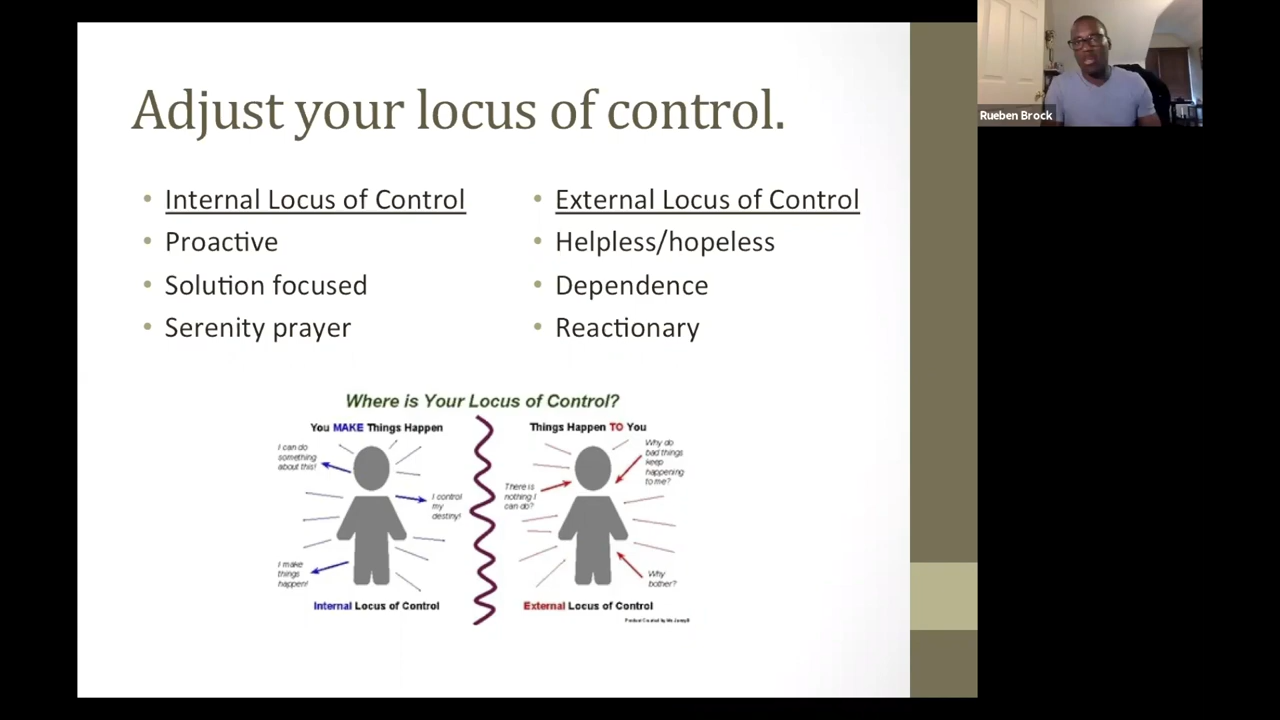 Adjust your locus of control.
• Internal Locus of Control
• Proactive
• Solution focused
• Serenity prayer
• External Locus of Control
• Helpless/hopeless
• Dependence
• Reactionary
Where is Your Locus of Control?
You MAKE Things Happen
I can do
something
about this!
I control
my
destiny!
I make
things
happen!
Internal Locus of Control
Things Happen TO You
Why do
bad things
keep
happening
to me?
There is
nothing I
can do?
Why
bother?
External Locus of Control
Created by
Rueben Brock